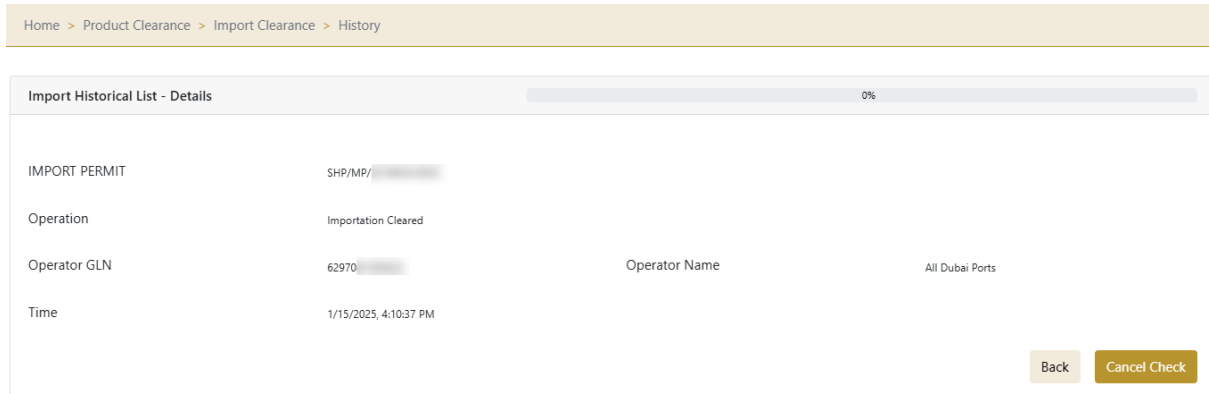 Home > Product Clearance > Import Clearance > History
Import Historical List - Details 0%
IMPORT PERMIT SHP/MP/
Operation Importation Cleared
Operator GLN 62970 Operator Name All Dubai Ports
Time 1/15/2025, 4:10:37 PM
Back Cancel Check